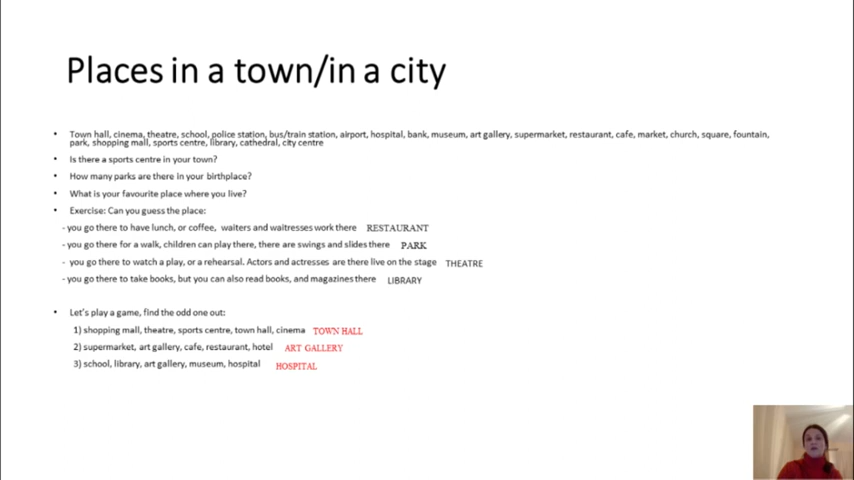 Places in a town/in a city
• Town hall, cinema, theatre, school, police station, bus/train station, airport, hospital, bank, museum, art gallery, supermarket, restaurant, cafe, market, church, square, fountain,
park, shopping mall, sports centre, library, cathedral, city centre
• Is there a sports centre in your town?
• How many parks are there in your birthplace?
• What is your favourite place where you live?
• Exercise: Can you guess the place:
- you go there to have lunch, or coffee, waiters and waitresses work there RESTAURANT
- you go there for a walk, children can play there, there are swings and slides there PARK
- you go there to watch a play, or a rehearsal. Actors and actresses are there live on the stage THEATRE
- you go there to take books, but you can also read books, and magazines there LIBRARY
• Let's play a game, find the odd one out:
1) shopping mall, theatre, sports centre, town hall, cinema TOWN HALL
2) supermarket, art gallery, cafe, restaurant, hotel ART GALLERY
3) school, library, art gallery, museum, hospital HOSPITAL